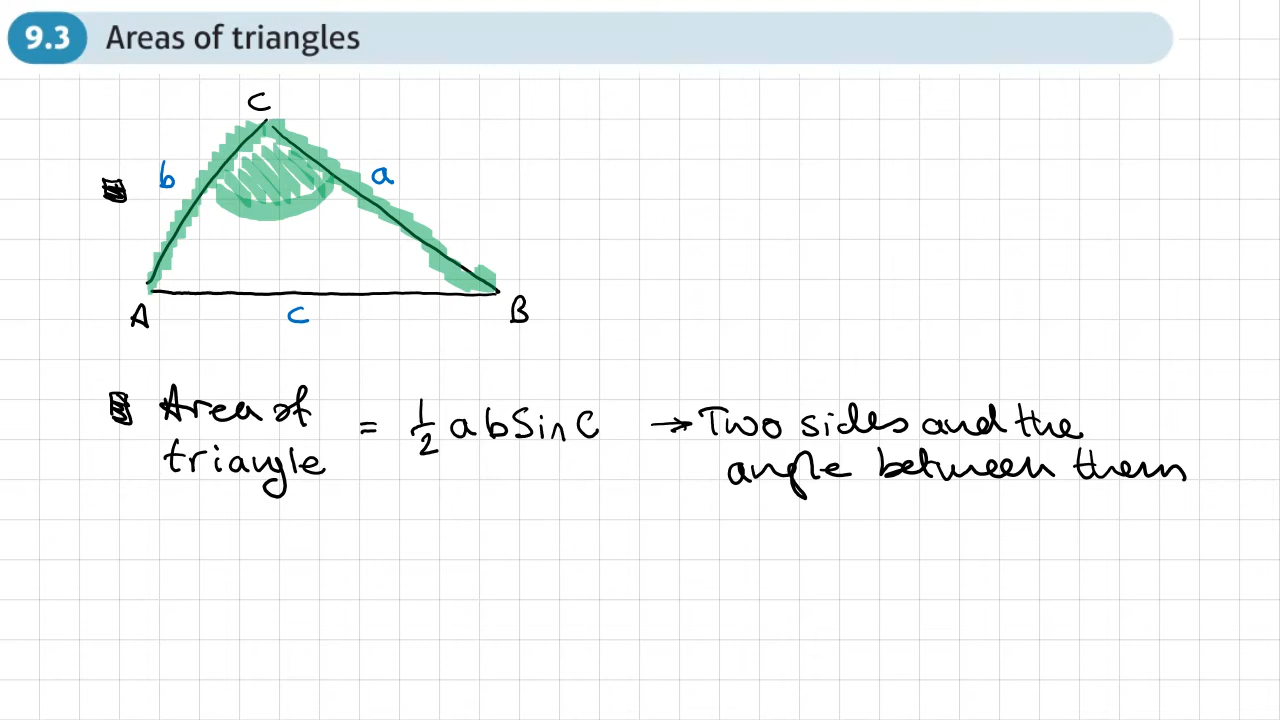 9.3 Areas of triangles
C
b
a
A
c
B
Area of
triangle
= 1/2 abSinC → Two sides and the
angle between them